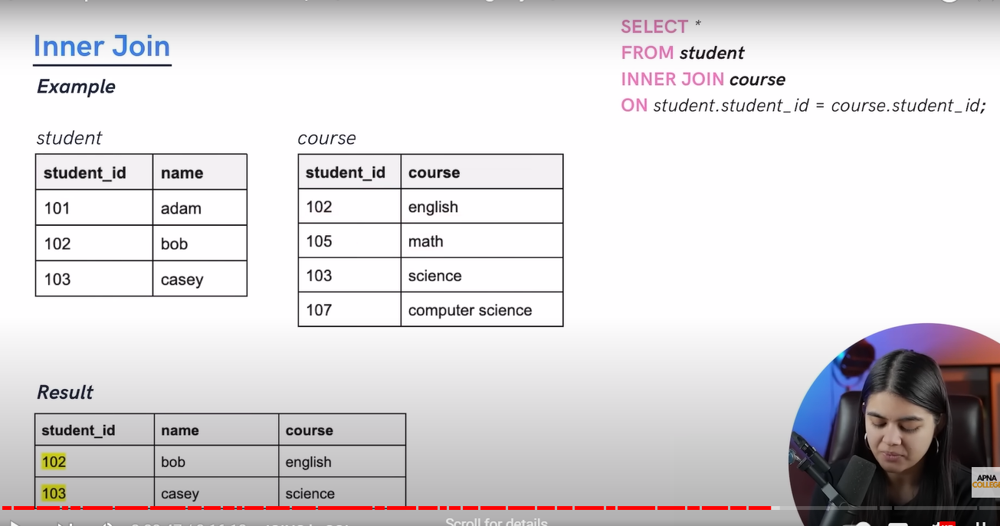 Inner Join
Example
SELECT *
FROM student
INNER JOIN course
ON student.student_id = course.student_id;
student
student_id name
101 adam
102 bob
103 casey
course
student_id course
102 english
105 math
103 science
107 computer science
Result
student_id name course
102 bob english
103 casey science
APNA
COLLEGE
Scroll for details